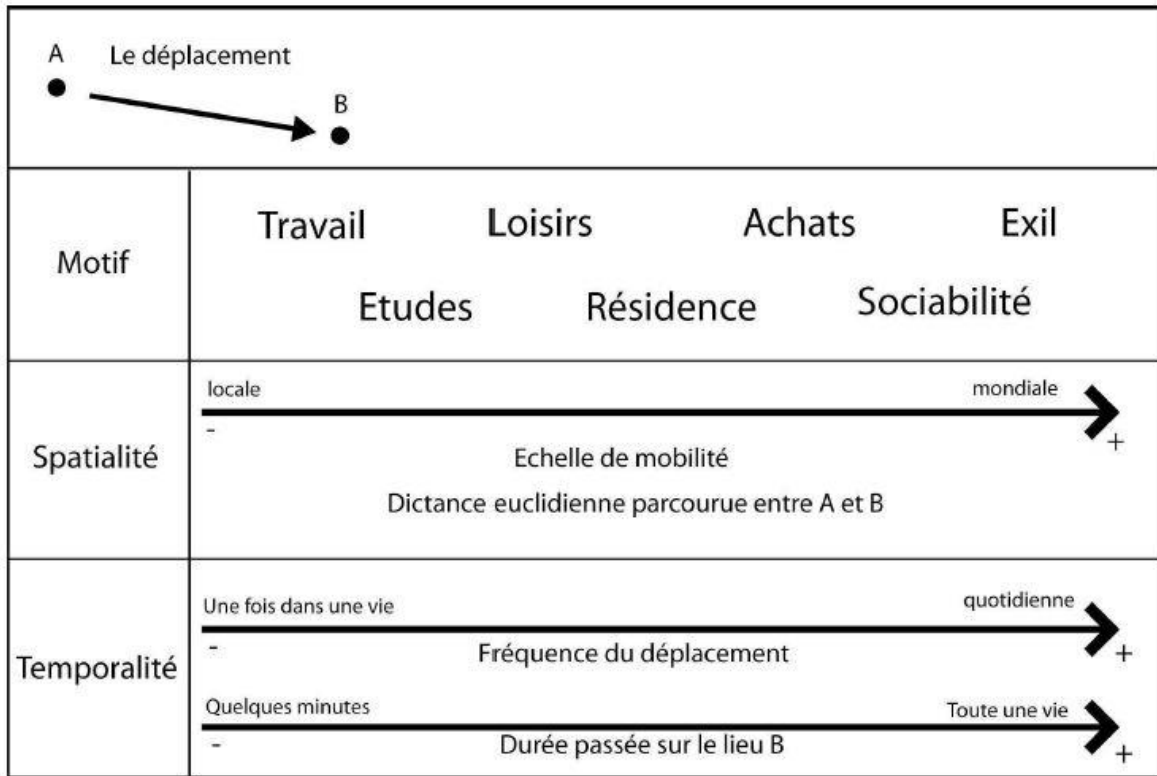 A Le déplacement
B
Motif
Travail Loisirs Achats Exil
Etudes Résidence Sociabilité
Spatialité
locale mondiale
- +
Echelle de mobilité
Dictance euclidienne parcourue entre A et B
Temporalité
Une fois dans une vie quotidienne
- Fréquence du déplacement +
Quelques minutes Toute une vie
- Durée passée sur le lieu B +